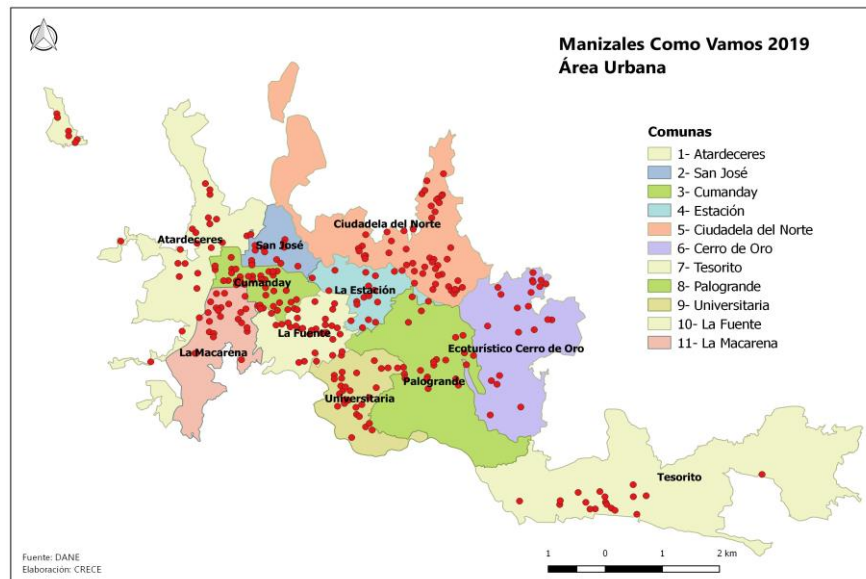 Manizales Como Vamos 2019
Área Urbana
Comunas
1- Atardeceres
2- San José
3- Cumanday
4- Estación
5- Ciudadela del Norte
6- Cerro de Oro
7- Tesorito
8- Palogrande
9- Universitaria
10- La Fuente
11- La Macarena
Ciudadela del Norte
Atardeceres
San José
Cumanday
La Estación
La Fuente
La Macarena
Ecoturístico Cerro de Oro
Palogrande
Universitaria
Tesorito
Fuente: DANE
Elaboración: CRECE
1 0 1 2 km